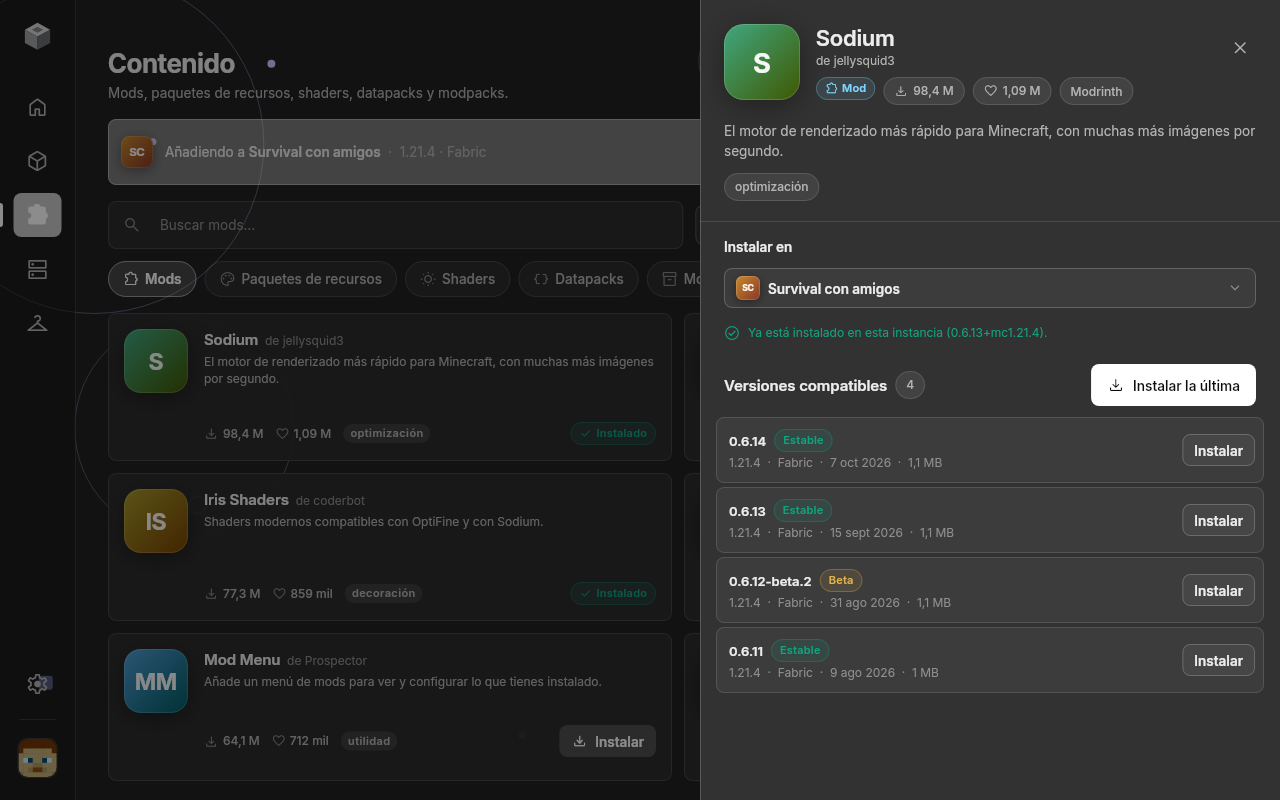 Contenido
Mods, paquetes de recursos, shaders, datapacks y modpacks.
SC Añadiendo a Survival con amigos · 1.21.4 · Fabric
Buscar mods...
Mods
Paquetes de recursos
Shaders
Datapacks
S
Sodium de jellysquid3
El motor de renderizado más rápido para Minecraft, con muchas más imágenes
por segundo.
98,4 M 1,09 M optimización Instalado
IS
Iris Shaders de coderbot
Shaders modernos compatibles con OptiFine y con Sodium.
77,3 M 859 mil decoración Instalado
MM
Mod Menu de Prospector
Añade un menú de mods para ver y configurar lo que tienes instalado.
64,1 M 712 mil utilidad Instalar
S
Sodium
de jellysquid3
Mod 98,4 M 1,09 M Modrinth
El motor de renderizado más rápido para Minecraft, con muchas más imágenes por
segundo.
optimización
Instalar en
SC Survival con amigos
Ya está instalado en esta instancia (0.6.13+mc1.21.4).
Versiones compatibles 4 Instalar la última
0.6.14 Estable
1.21.4 · Fabric · 7 oct 2026 · 1,1 MB
Instalar
0.6.13 Estable
1.21.4 · Fabric · 15 sept 2026 · 1,1 MB
Instalar
0.6.12-beta.2 Beta
1.21.4 · Fabric · 31 ago 2026 · 1,1 MB
Instalar
0.6.11 Estable
1.21.4 · Fabric · 9 ago 2026 · 1 MB
Instalar